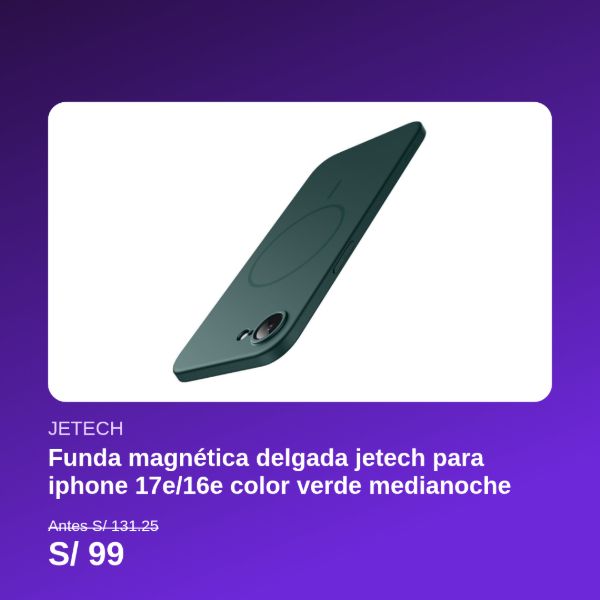 JETECH
Funda magnética delgada jetech para
iphone 17e/16e color verde medianoche
Antes S/ 131.25
S/ 99